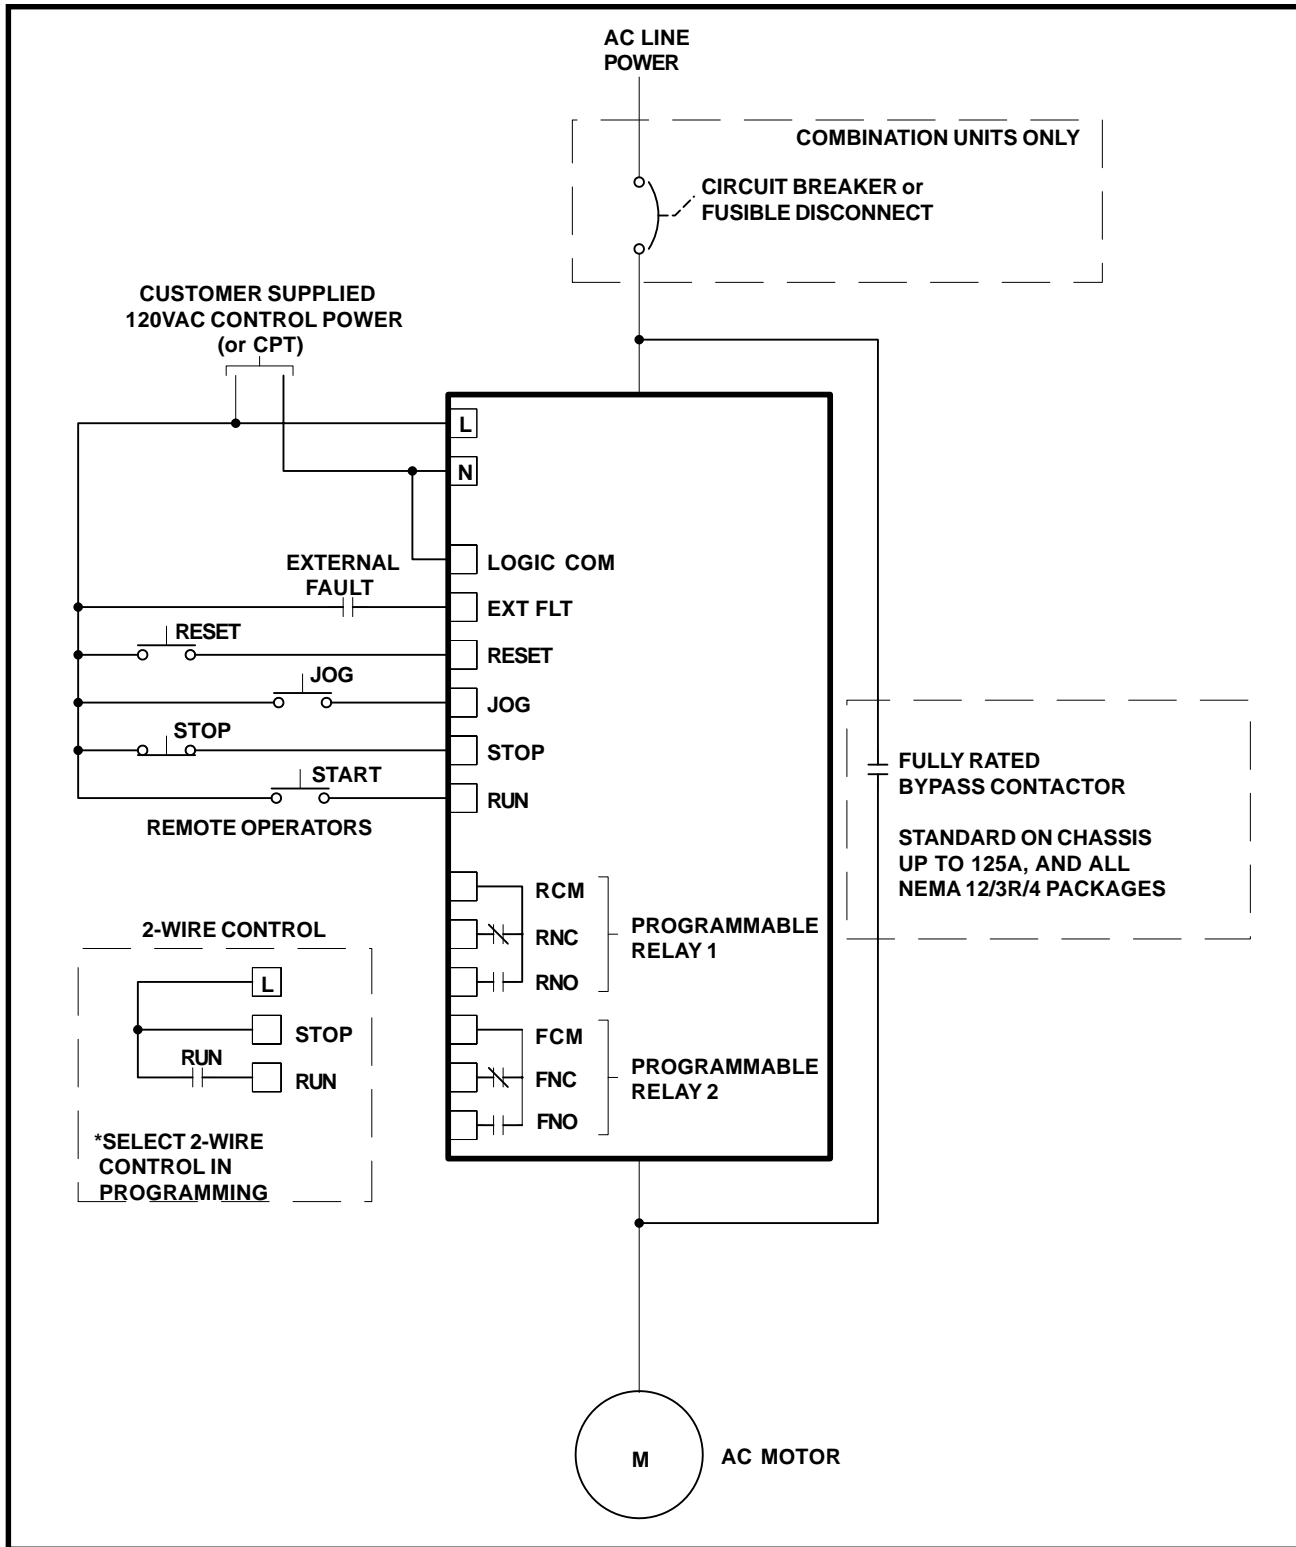 AC LINE
POWER
COMBINATION UNITS ONLY
CIRCUIT BREAKER or
FUSIBLE DISCONNECT
CUSTOMER SUPPLIED
120VAC CONTROL POWER
(or CPT)
L
N
LOGIC COM
EXTERNAL
FAULT
EXT FLT
RESET
RESET
JOG
JOG
STOP
STOP
START
RUN
REMOTE OPERATORS
FULLY RATED
BYPASS CONTACTOR
STANDARD ON CHASSIS
UP TO 125A, AND ALL
NEMA 12/3R/4 PACKAGES
RCM
RNC
RNO
PROGRAMMABLE
RELAY 1
FCM
FNC
FNO
PROGRAMMABLE
RELAY 2
2-WIRE CONTROL
L
STOP
RUN
RUN
*SELECT 2-WIRE
CONTROL IN
PROGRAMMING
M
AC MOTOR